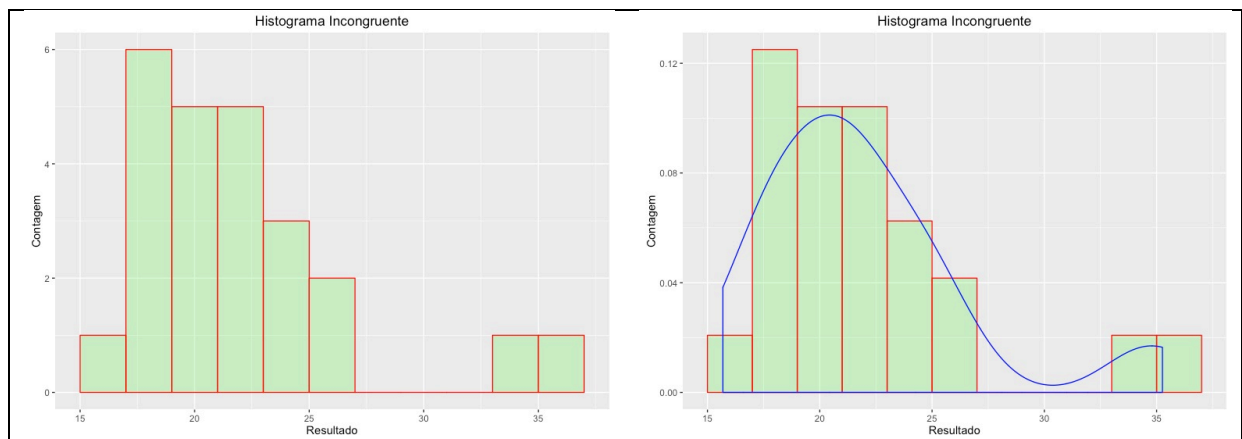 Histograma Incongruente
6
4
2
0
Contagem
15 20 25 30 35
Resultado
Histograma Incongruente
0.12
0.08
0.04
0.00
Contagem
15 20 25 30 35
Resultado